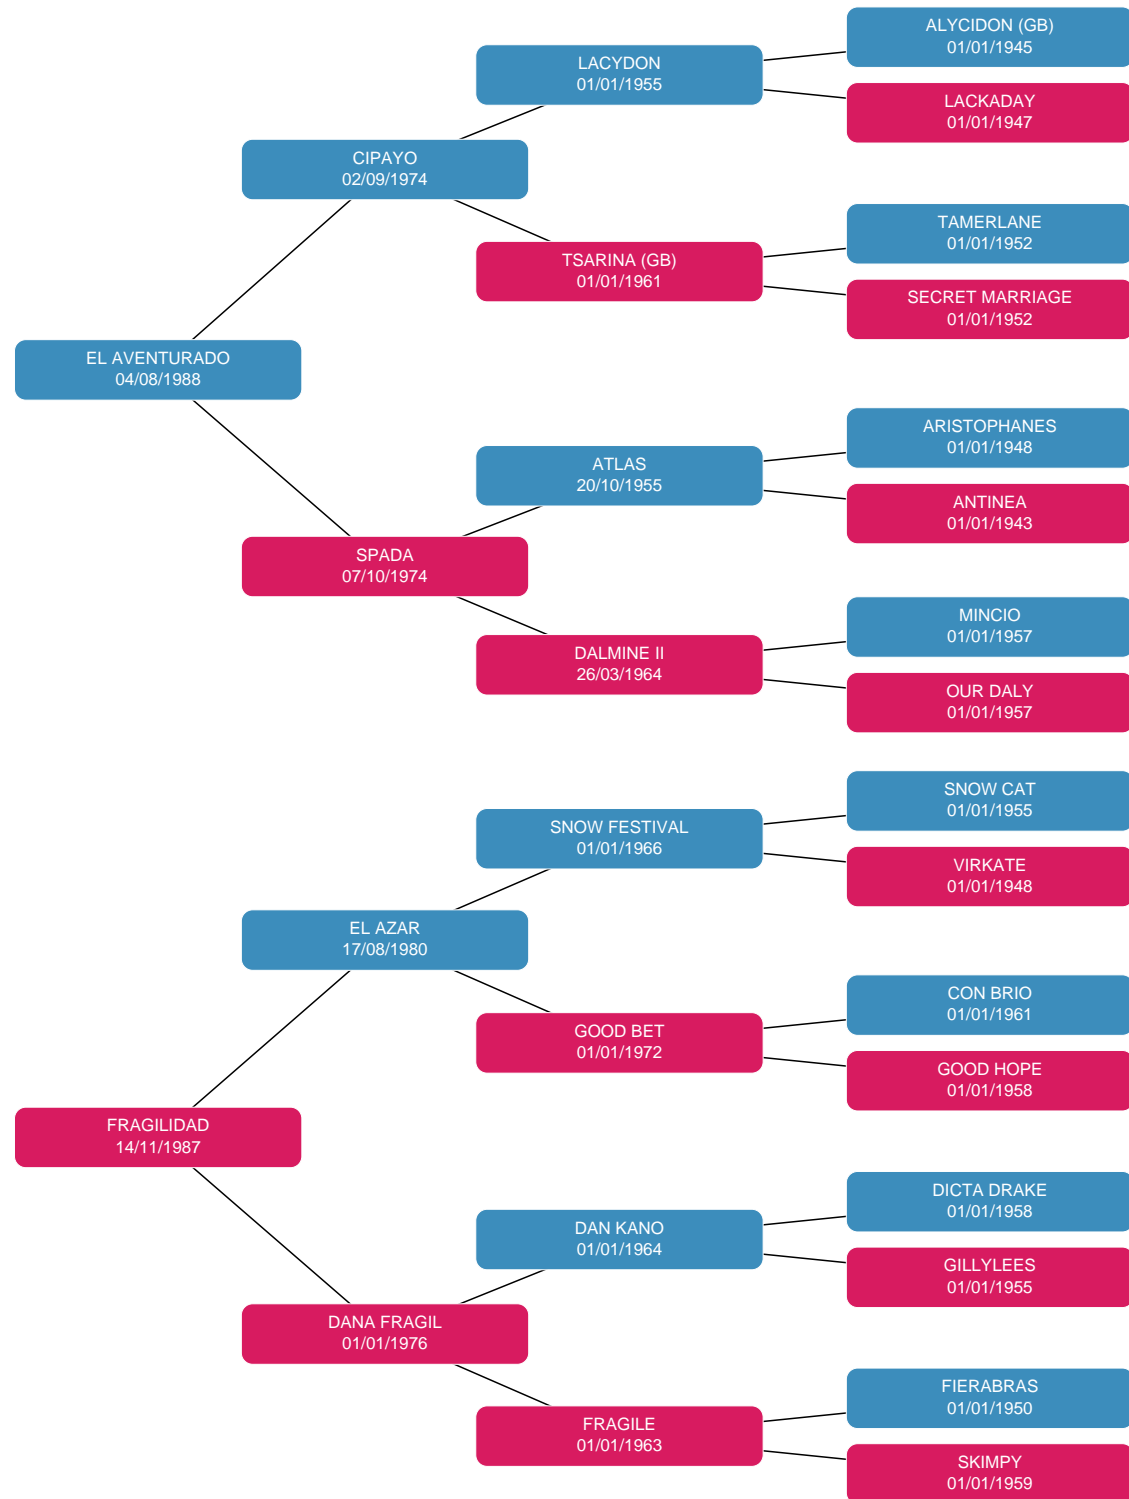 ALYCIDON (GB)
01/01/1945
LACYDON
01/01/1955
LACKADAY
01/01/1947
CIPAYO
02/09/1974
TAMERLANE
01/01/1952
TSARINA (GB)
01/01/1961
SECRET MARRIAGE
01/01/1952
EL AVENTURADO
04/08/1988
ARISTOPHANES
01/01/1948
ATLAS
20/10/1955
ANTINEA
01/01/1943
SPADA
07/10/1974
MINCIO
01/01/1957
DALMINE II
26/03/1964
OUR DALY
01/01/1957
SNOW CAT
01/01/1955
SNOW FESTIVAL
01/01/1966
VIRKATE
01/01/1948
EL AZAR
17/08/1980
CON BRIO
01/01/1961
GOOD BET
01/01/1972
GOOD HOPE
01/01/1958
FRAGILIDAD
14/11/1987
DICTA DRAKE
01/01/1958
DAN KANO
01/01/1964
GILLYLEES
01/01/1955
DANA FRAGIL
01/01/1976
FIERABRAS
01/01/1950
FRAGILE
01/01/1963
SKIMPY
01/01/1959